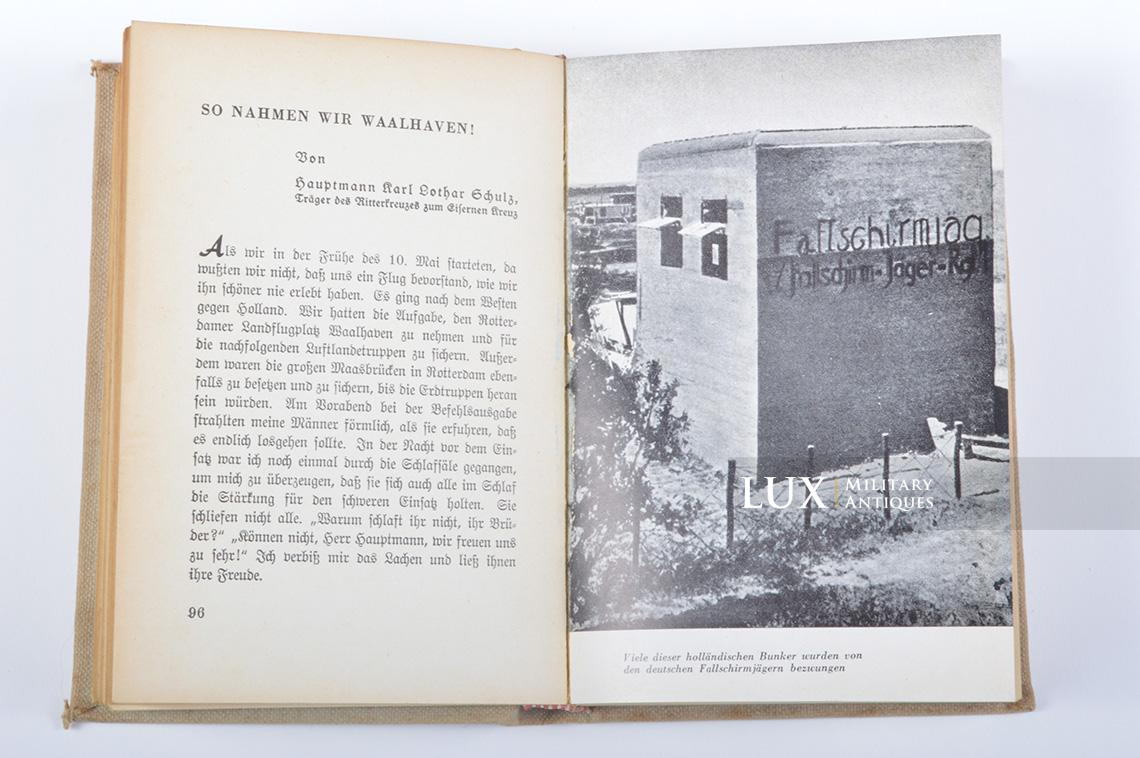 SO NAHMEN WIR WAALHAVEN!
Von
Hauptmann Karl Lothar Schulz,
Träger des Ritterkreuzes zum Eisernen Kreuz
Als wir in der Frühe des 10. Mai starteten, da
wußten wir nicht, daß uns ein Flug bevorstand, wie wir
ihn schöner nie erlebt haben. Es ging nach dem Westen
gegen Holland. Wir hatten die Aufgabe, den Rotter-
damer Landflugplatz Waalhaven zu nehmen und für
die nachfolgenden Luftlandetruppen zu sichern. Außer-
dem waren die großen Maasbrücken in Rotterdam eben-
falls zu besetzen und zu sichern, bis die Erdtruppen heran
sein würden. Am Vorabend bei der Befehlsausgabe
strahlten meine Männer förmlich, als sie erfuhren, daß
es endlich losgehen sollte. In der Nacht vor dem Ein-
satz war ich noch einmal durch die Schlafsäle gegangen,
um mich zu überzeugen, daß sie sich auch alle im Schlaf
die Stärkung für den schweren Einsatz holten. Sie
schliefen nicht alle. „Warum schlaft ihr nicht, ihr Brü-
der?“ „Können nicht, Herr Hauptmann, wir freuen uns
zu sehr!“ Ich verbiß mir das Lachen und ließ ihnen
ihre Freude.
96
Fallschirmjäg
Fallschirm-Jäger-Rgt.
LUX MILITARY
ANTIQUES
Viele dieser holländischen Bunker wurden von
den deutschen Fallschirmjägern bezwungen